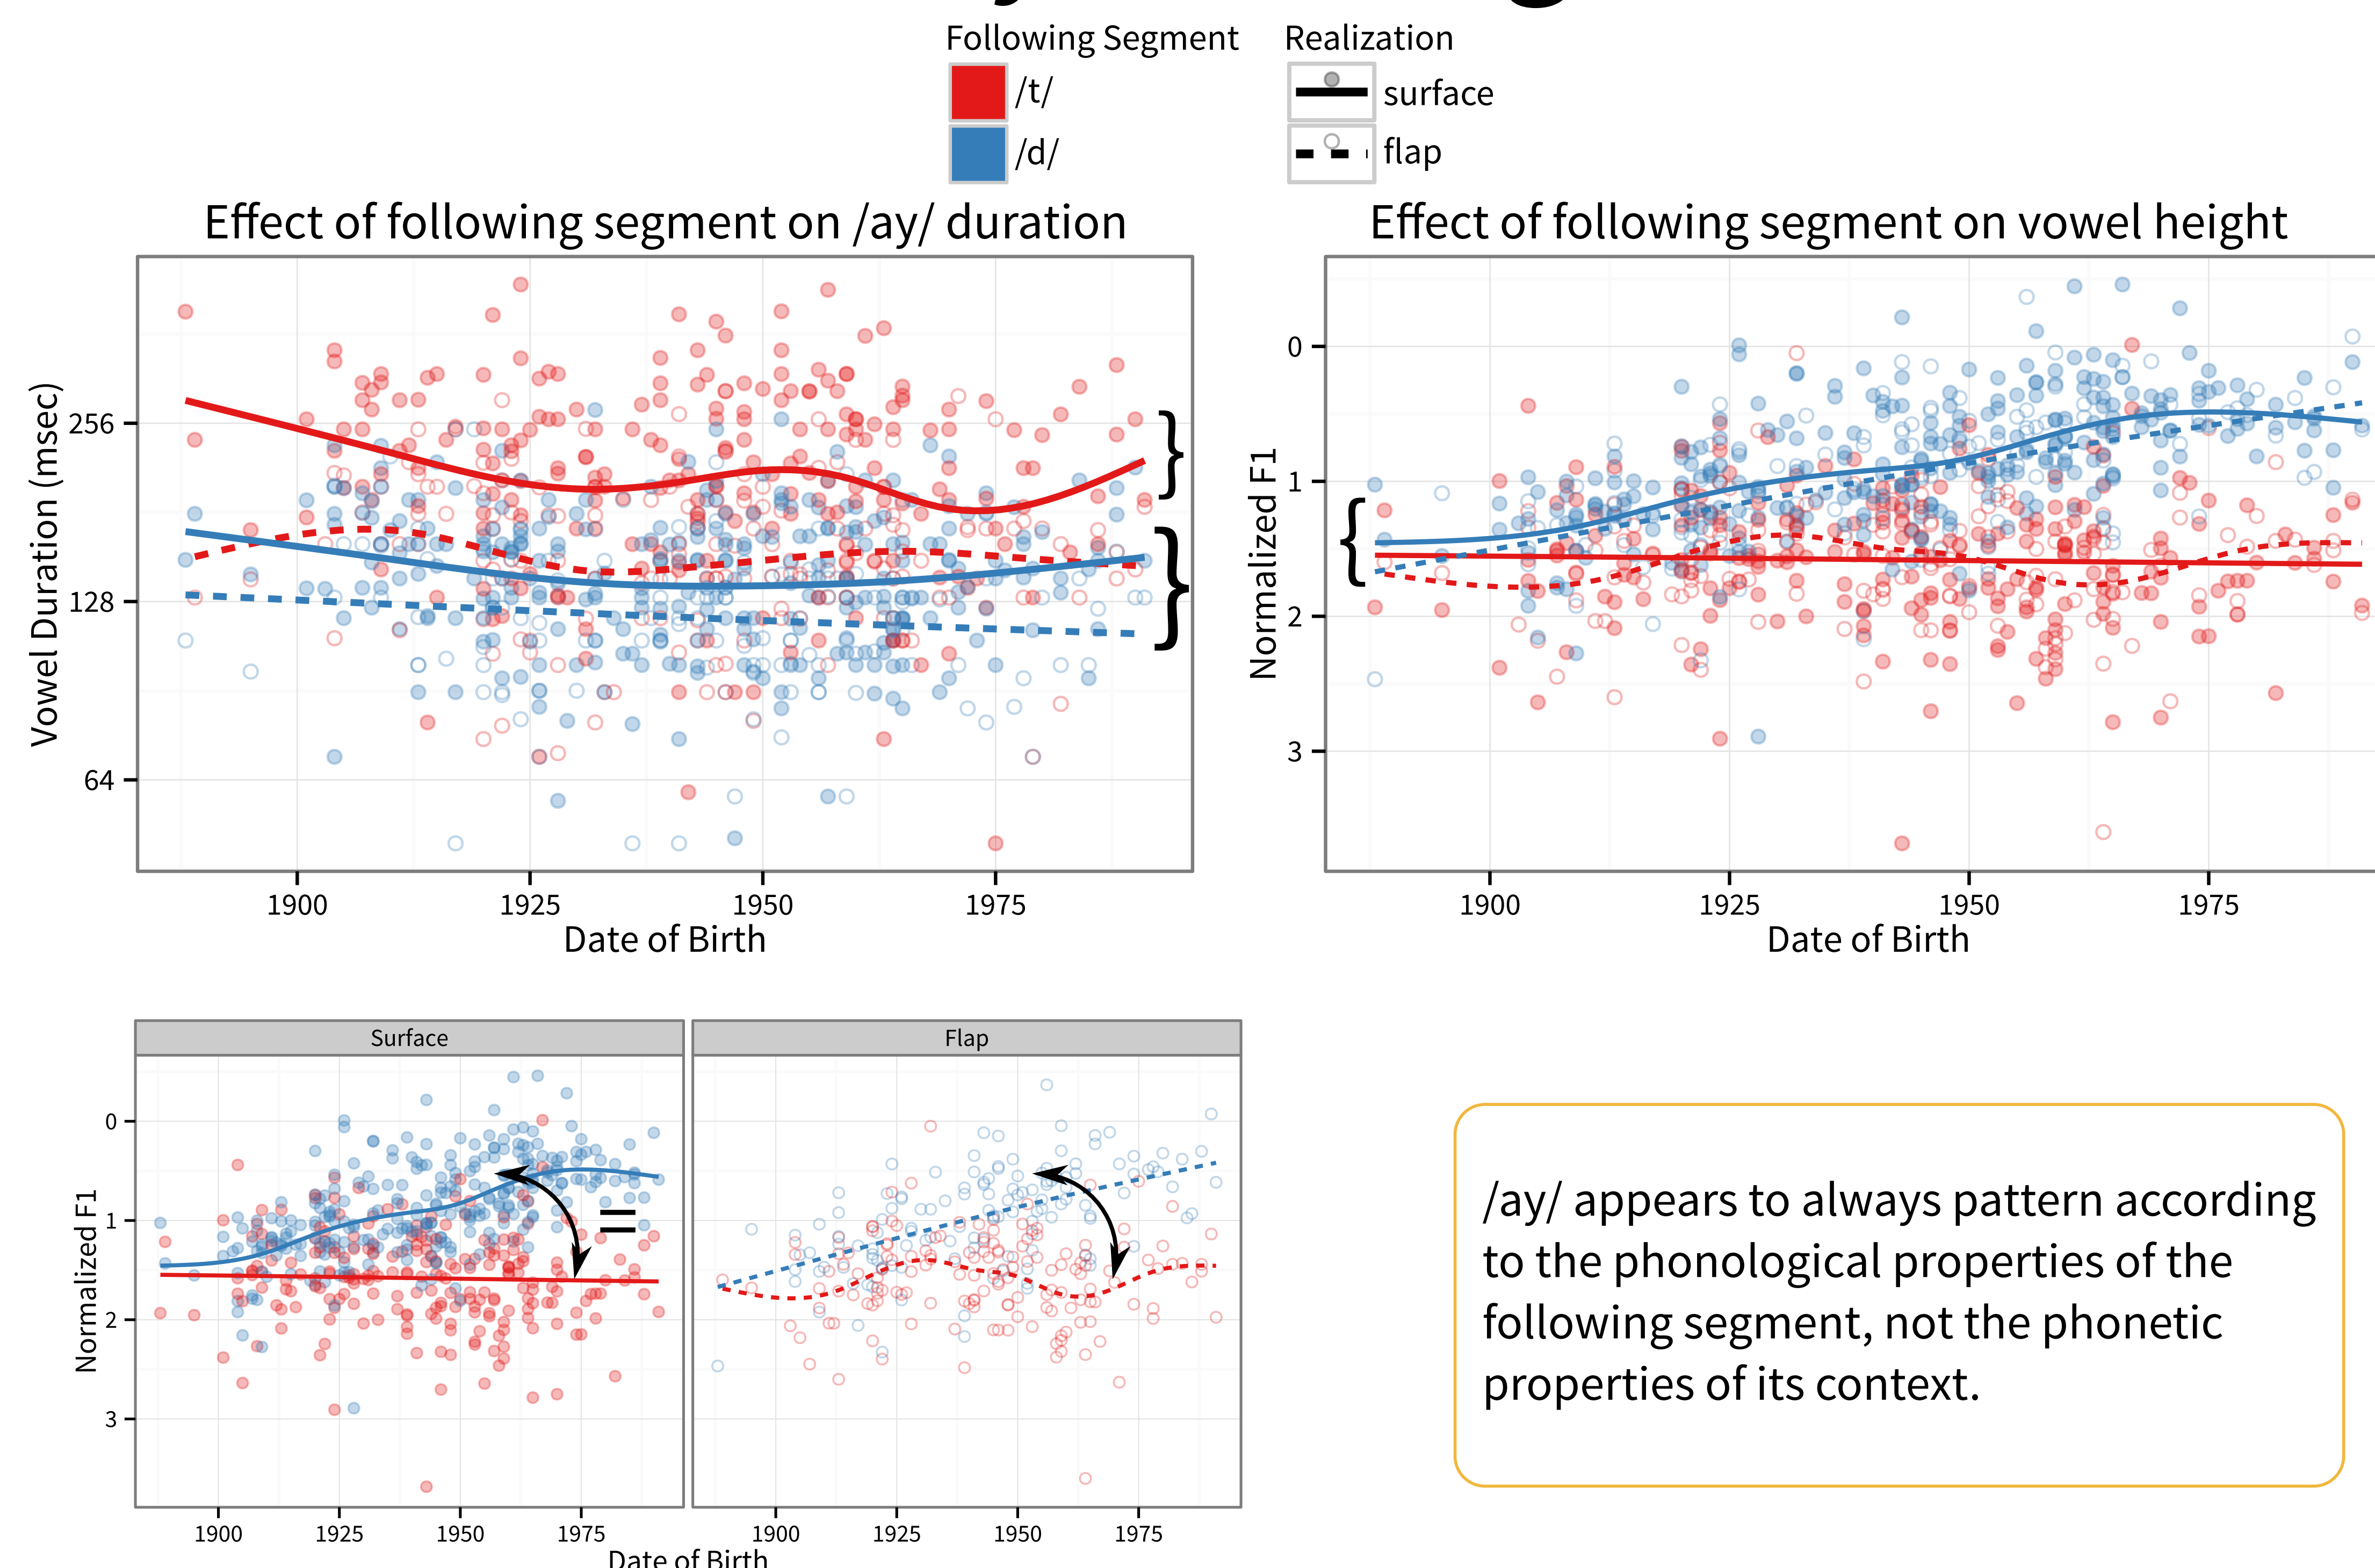 Following Segment
/t/
/d/
Realization
surface
flap
Effect of following segment on /ay/ duration
Vowel Duration (msec)
256
128
64
1900 1925 1950 1975
Date of Birth
}
}
Effect of following segment on vowel height
Normalized F1
0
1
2
3
{
1900 1925 1950 1975
Date of Birth
Surface Flap
Normalized F1
0
1
2
3
=
1900 1925 1950 1975 1900 1925 1950 1975
Date of Birth
/ay/ appears to always pattern according
to the phonological properties of the
following segment, not the phonetic
properties of its context.